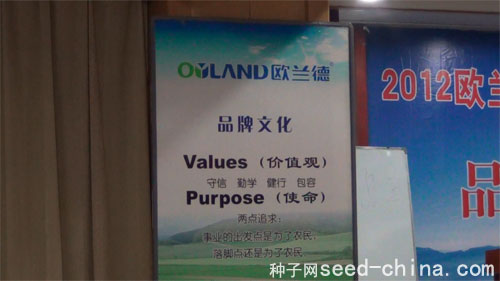 OYLAND欧兰德
品牌文化
Values（价值观）
守信 勤学 健行 包容
Purpose（使命）
两点追求：
事业的出发点是为了农民，
落脚点还是为了农民
2012欧兰
品
种子网seed-china.com